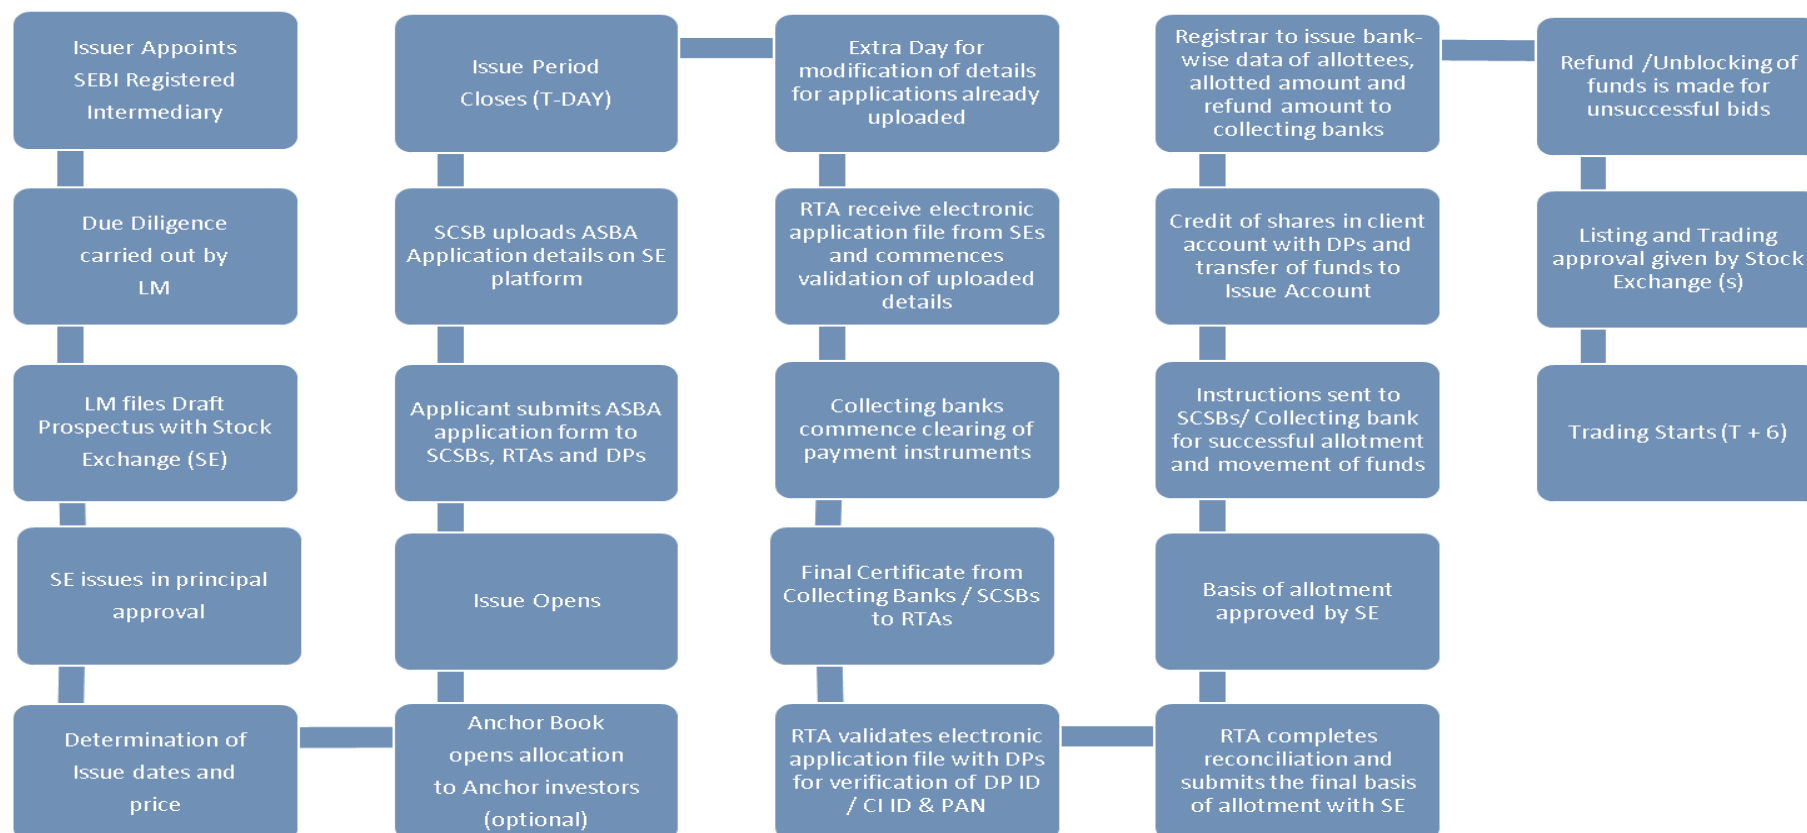 Issuer Appoints
SEBI Registered
Intermediary
Due Diligence
carried out by
LM
LM files Draft
Prospectus with Stock
Exchange (SE)
SE issues in principal
approval
Determination of
Issue dates and
price
Anchor Book
opens allocation
to Anchor investors
(optional)
Issue Opens
Applicant submits ASBA
application form to
SCSBs, RTAs and DPs
SCSB uploads ASBA
Application details on SE
platform
Issue Period
Closes (T-DAY)
Extra Day for
modification of details
for applications already
uploaded
RTA receive electronic
application file from SEs
and commences
validation of uploaded
details
Collecting banks
commence clearing of
payment instruments
Final Certificate from
Collecting Banks / SCSBs
to RTAs
RTA validates electronic
application file with DPs
for verification of DP ID
/ CI ID & PAN
RTA completes
reconciliation and
submits the final basis
of allotment with SE
Basis of allotment
approved by SE
Instructions sent to
SCSBs/ Collecting bank
for successful allotment
and movement of funds
Credit of shares in client
account with DPs and
transfer of funds to
Issue Account
Registrar to issue bank-
wise data of allottees,
allotted amount and
refund amount to
collecting banks
Refund /Unblocking of
funds is made for
unsuccessful bids
Listing and Trading
approval given by Stock
Exchange (s)
Trading Starts (T + 6)